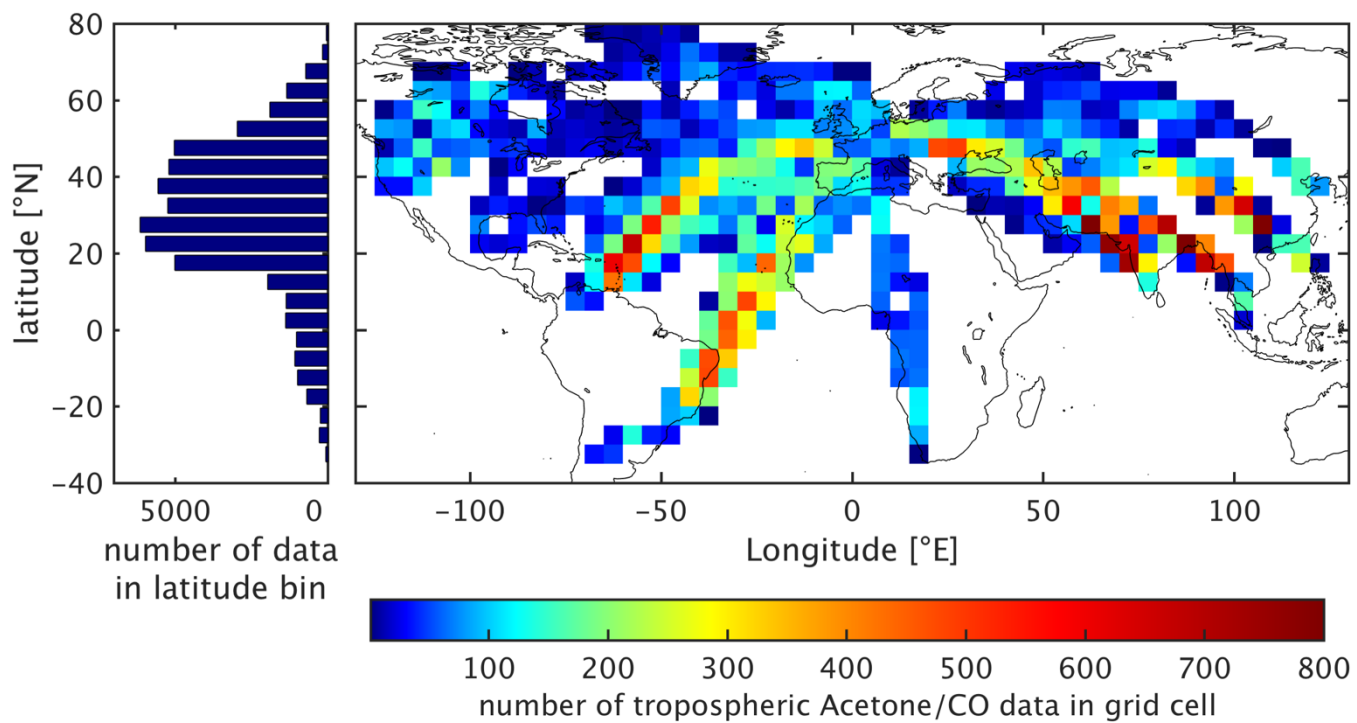 80
60
40
20
0
−20
−40
latitude [°N]
5000 0
number of data
in latitude bin
−100 −50 0 50 100
Longitude [°E]
100 200 300 400 500 600 700 800
number of tropospheric Acetone/CO data in grid cell